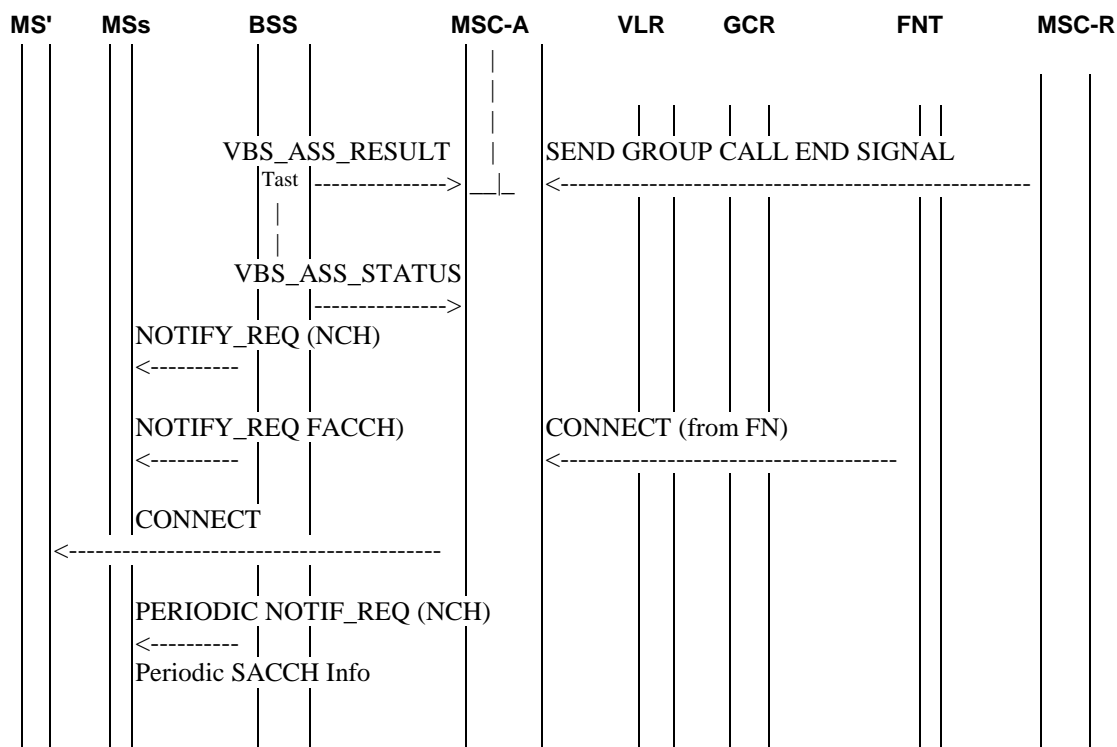 MS' MSs BSS MSC-A VLR GCR FNT MSC-R
VBS_ASS_RESULT SEND GROUP CALL END SIGNAL
Tast
VBS_ASS_STATUS
NOTIFY_REQ (NCH)
NOTIFY_REQ FACCH) CONNECT (from FN)
CONNECT
PERIODIC NOTIF_REQ (NCH)
Periodic SACCH Info